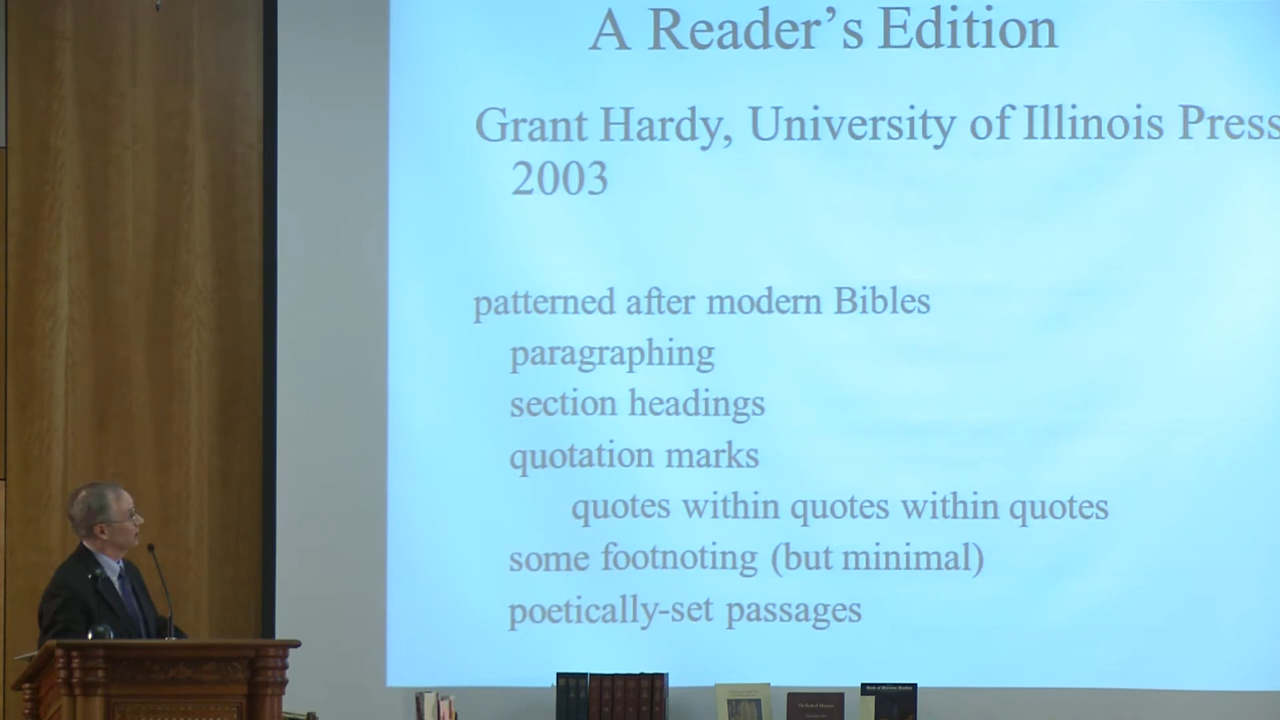 A Reader's Edition
Grant Hardy, University of Illinois Press
2003
patterned after modern Bibles
paragraphing
section headings
quotation marks
quotes within quotes within quotes
some footnoting (but minimal)
poetically-set passages